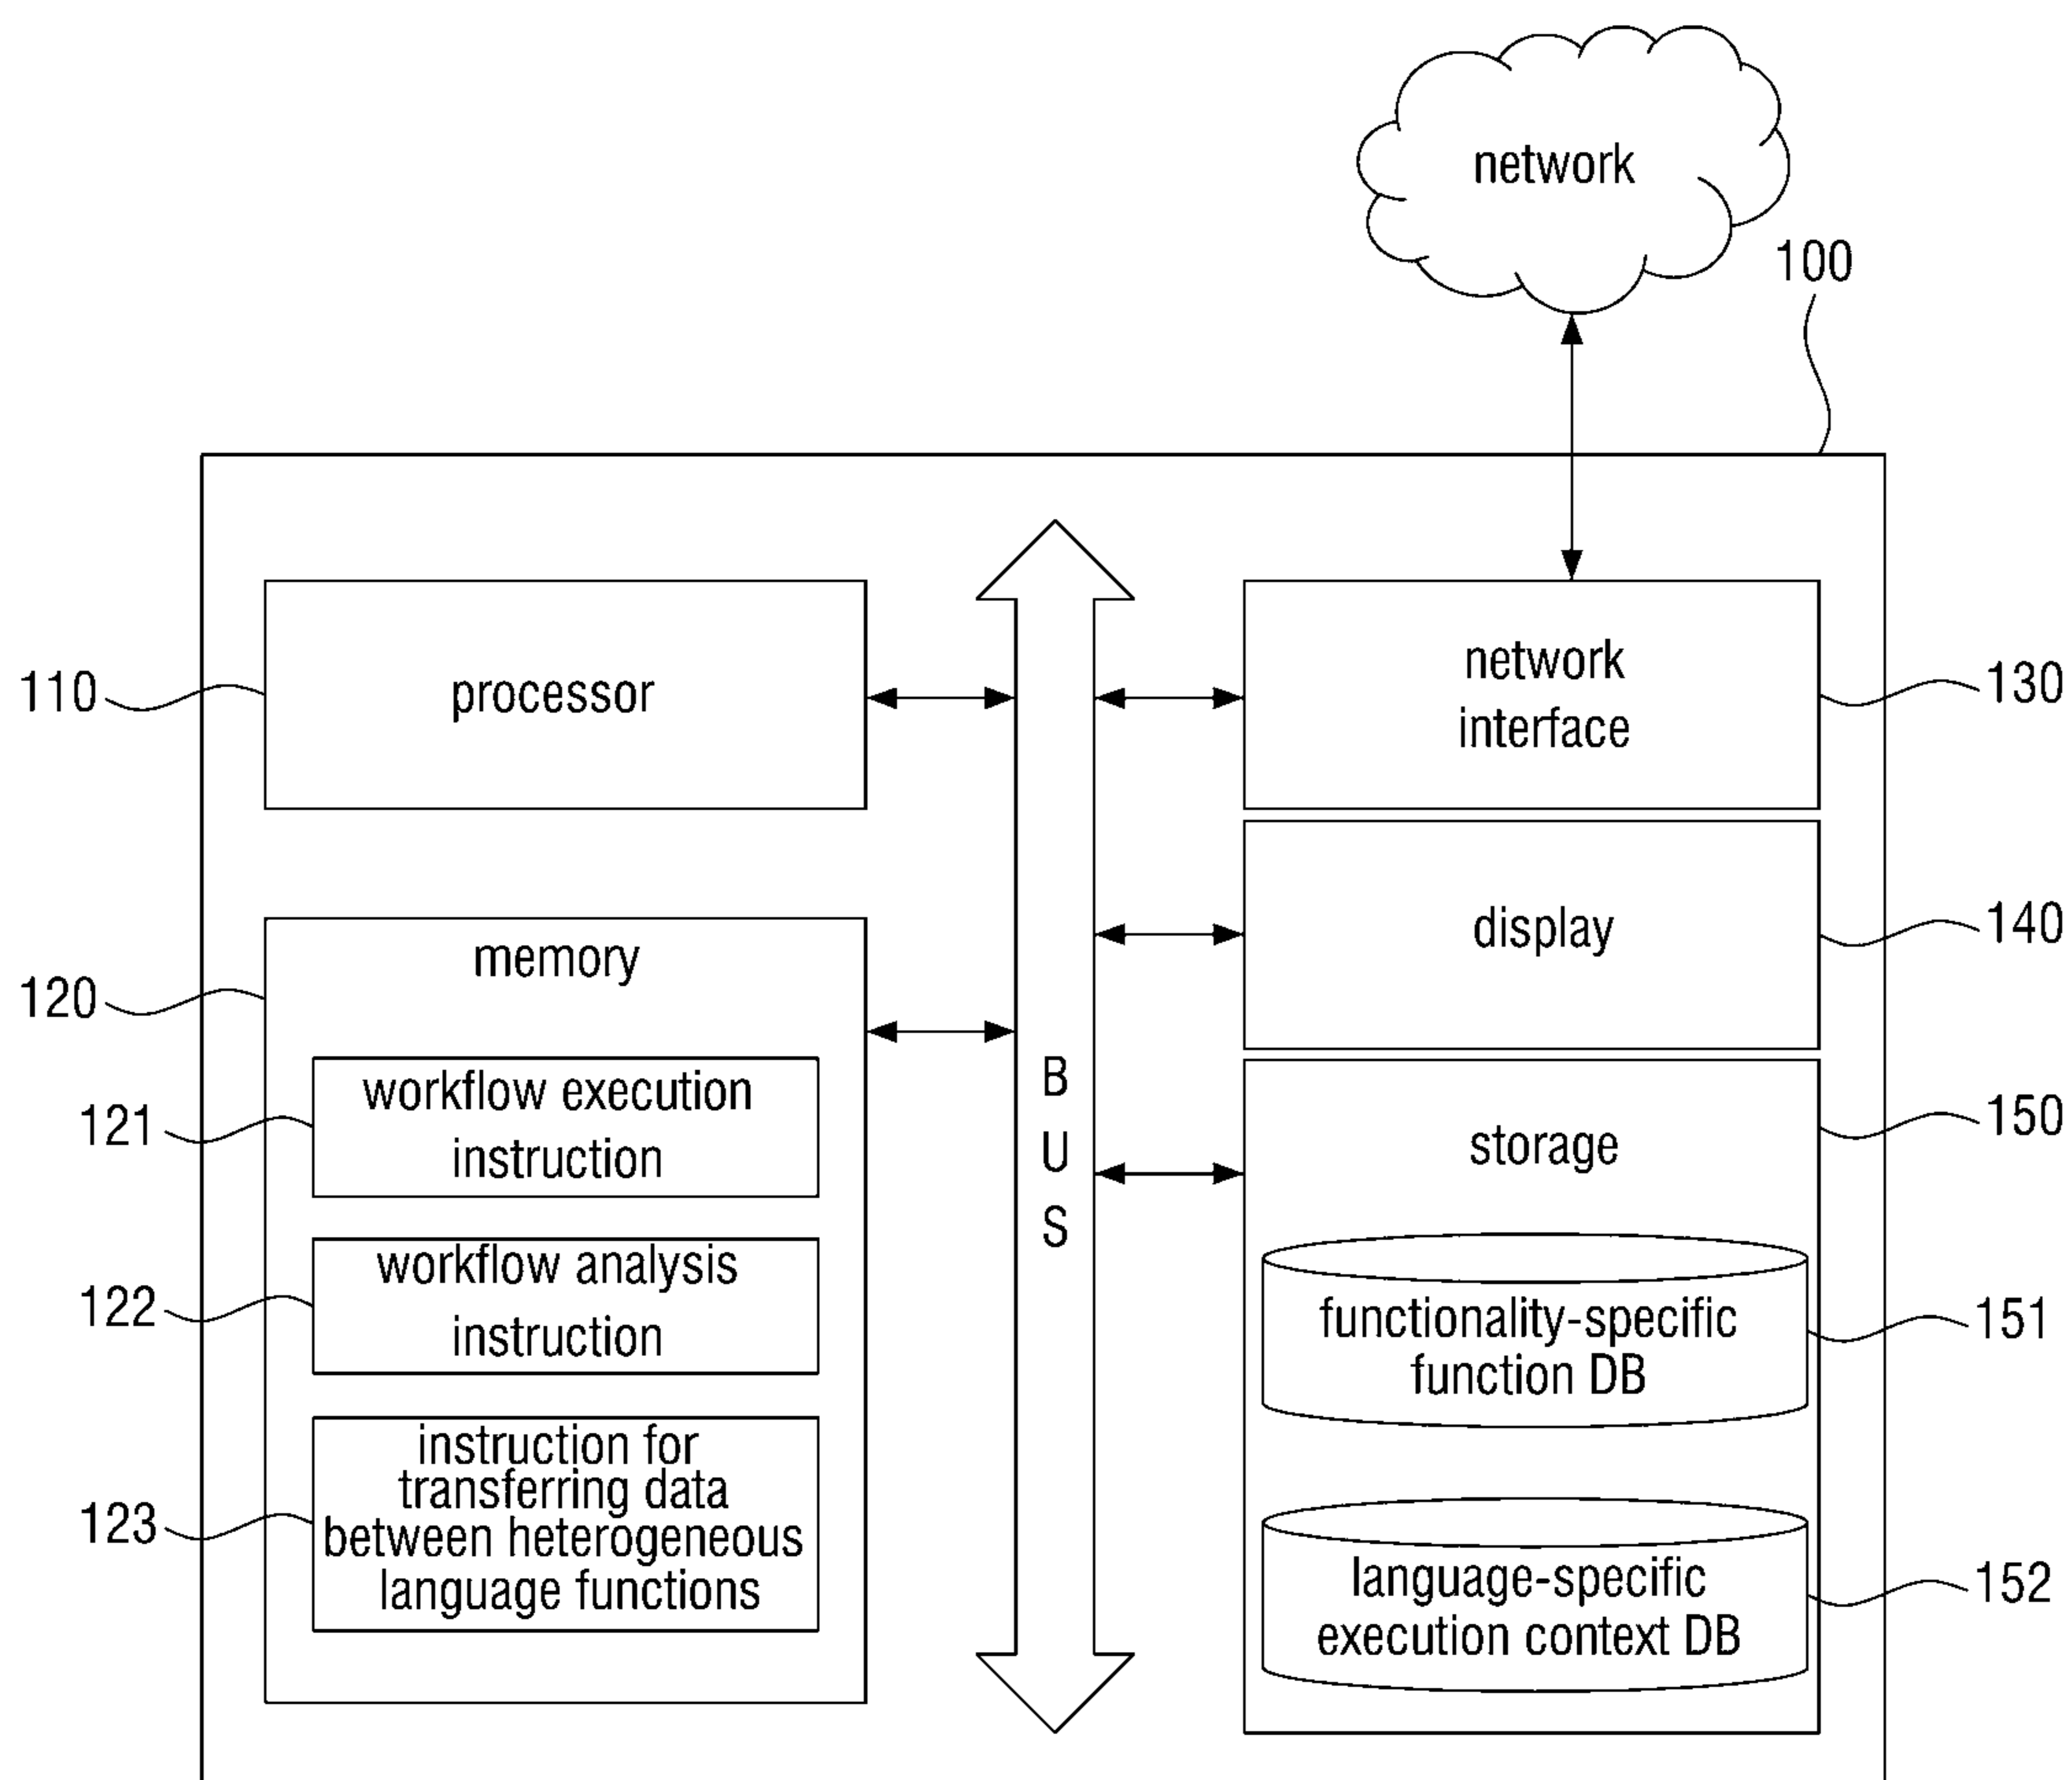 network
100
110
processor
network
interface
130
display
140
120
memory
121
workflow execution
instruction
122
workflow analysis
instruction
123
instruction for
transferring data
between heterogeneous
language functions
B
U
S
150
storage
functionality-specific
function DB
151
language-specific
execution context DB
152